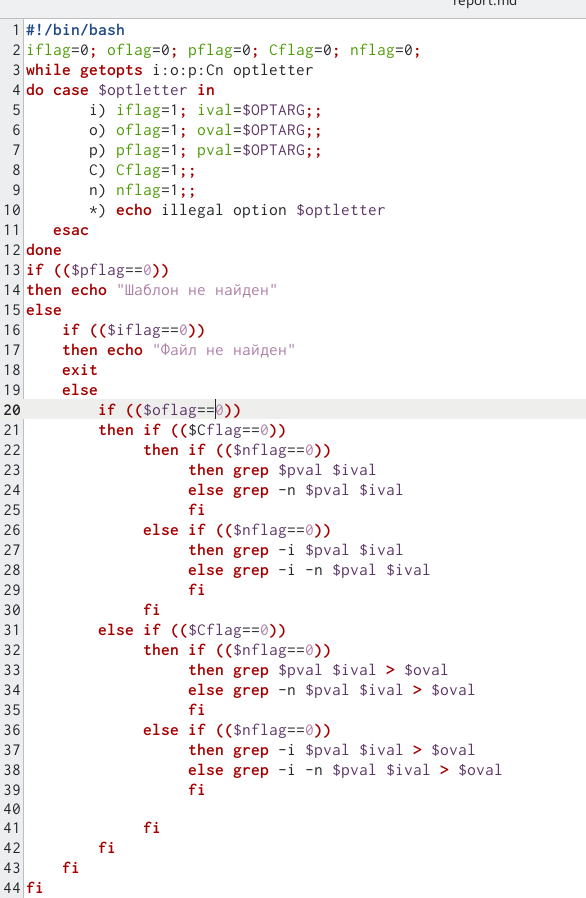 report.md
1 #!/bin/bash
2 iflag=0; oflag=0; pflag=0; Cflag=0; nflag=0;
3 while getopts i:o:p:Cn optletter
4 do case $optletter in
5        i) iflag=1; ival=$OPTARG;;
6        o) oflag=1; oval=$OPTARG;;
7        p) pflag=1; pval=$OPTARG;;
8        C) Cflag=1;;
9        n) nflag=1;;
10        *) echo illegal option $optletter
11    esac
12 done
13 if (($pflag==0))
14 then echo "Шаблон не найден"
15 else
16     if (($iflag==0))
17     then echo "Файл не найден"
18     exit
19     else
20         if (($oflag==0))
21         then if (($Cflag==0))
22              then if (($nflag==0))
23                   then grep $pval $ival
24                   else grep -n $pval $ival
25                   fi
26              else if (($nflag==0))
27                   then grep -i $pval $ival
28                   else grep -i -n $pval $ival
29                   fi
30              fi
31         else if (($Cflag==0))
32              then if (($nflag==0))
33                   then grep $pval $ival > $oval
34                   else grep -n $pval $ival > $oval
35                   fi
36              else if (($nflag==0))
37                   then grep -i $pval $ival > $oval
38                   else grep -i -n $pval $ival > $oval
39                   fi
40
41              fi
42         fi
43     fi
44 fi